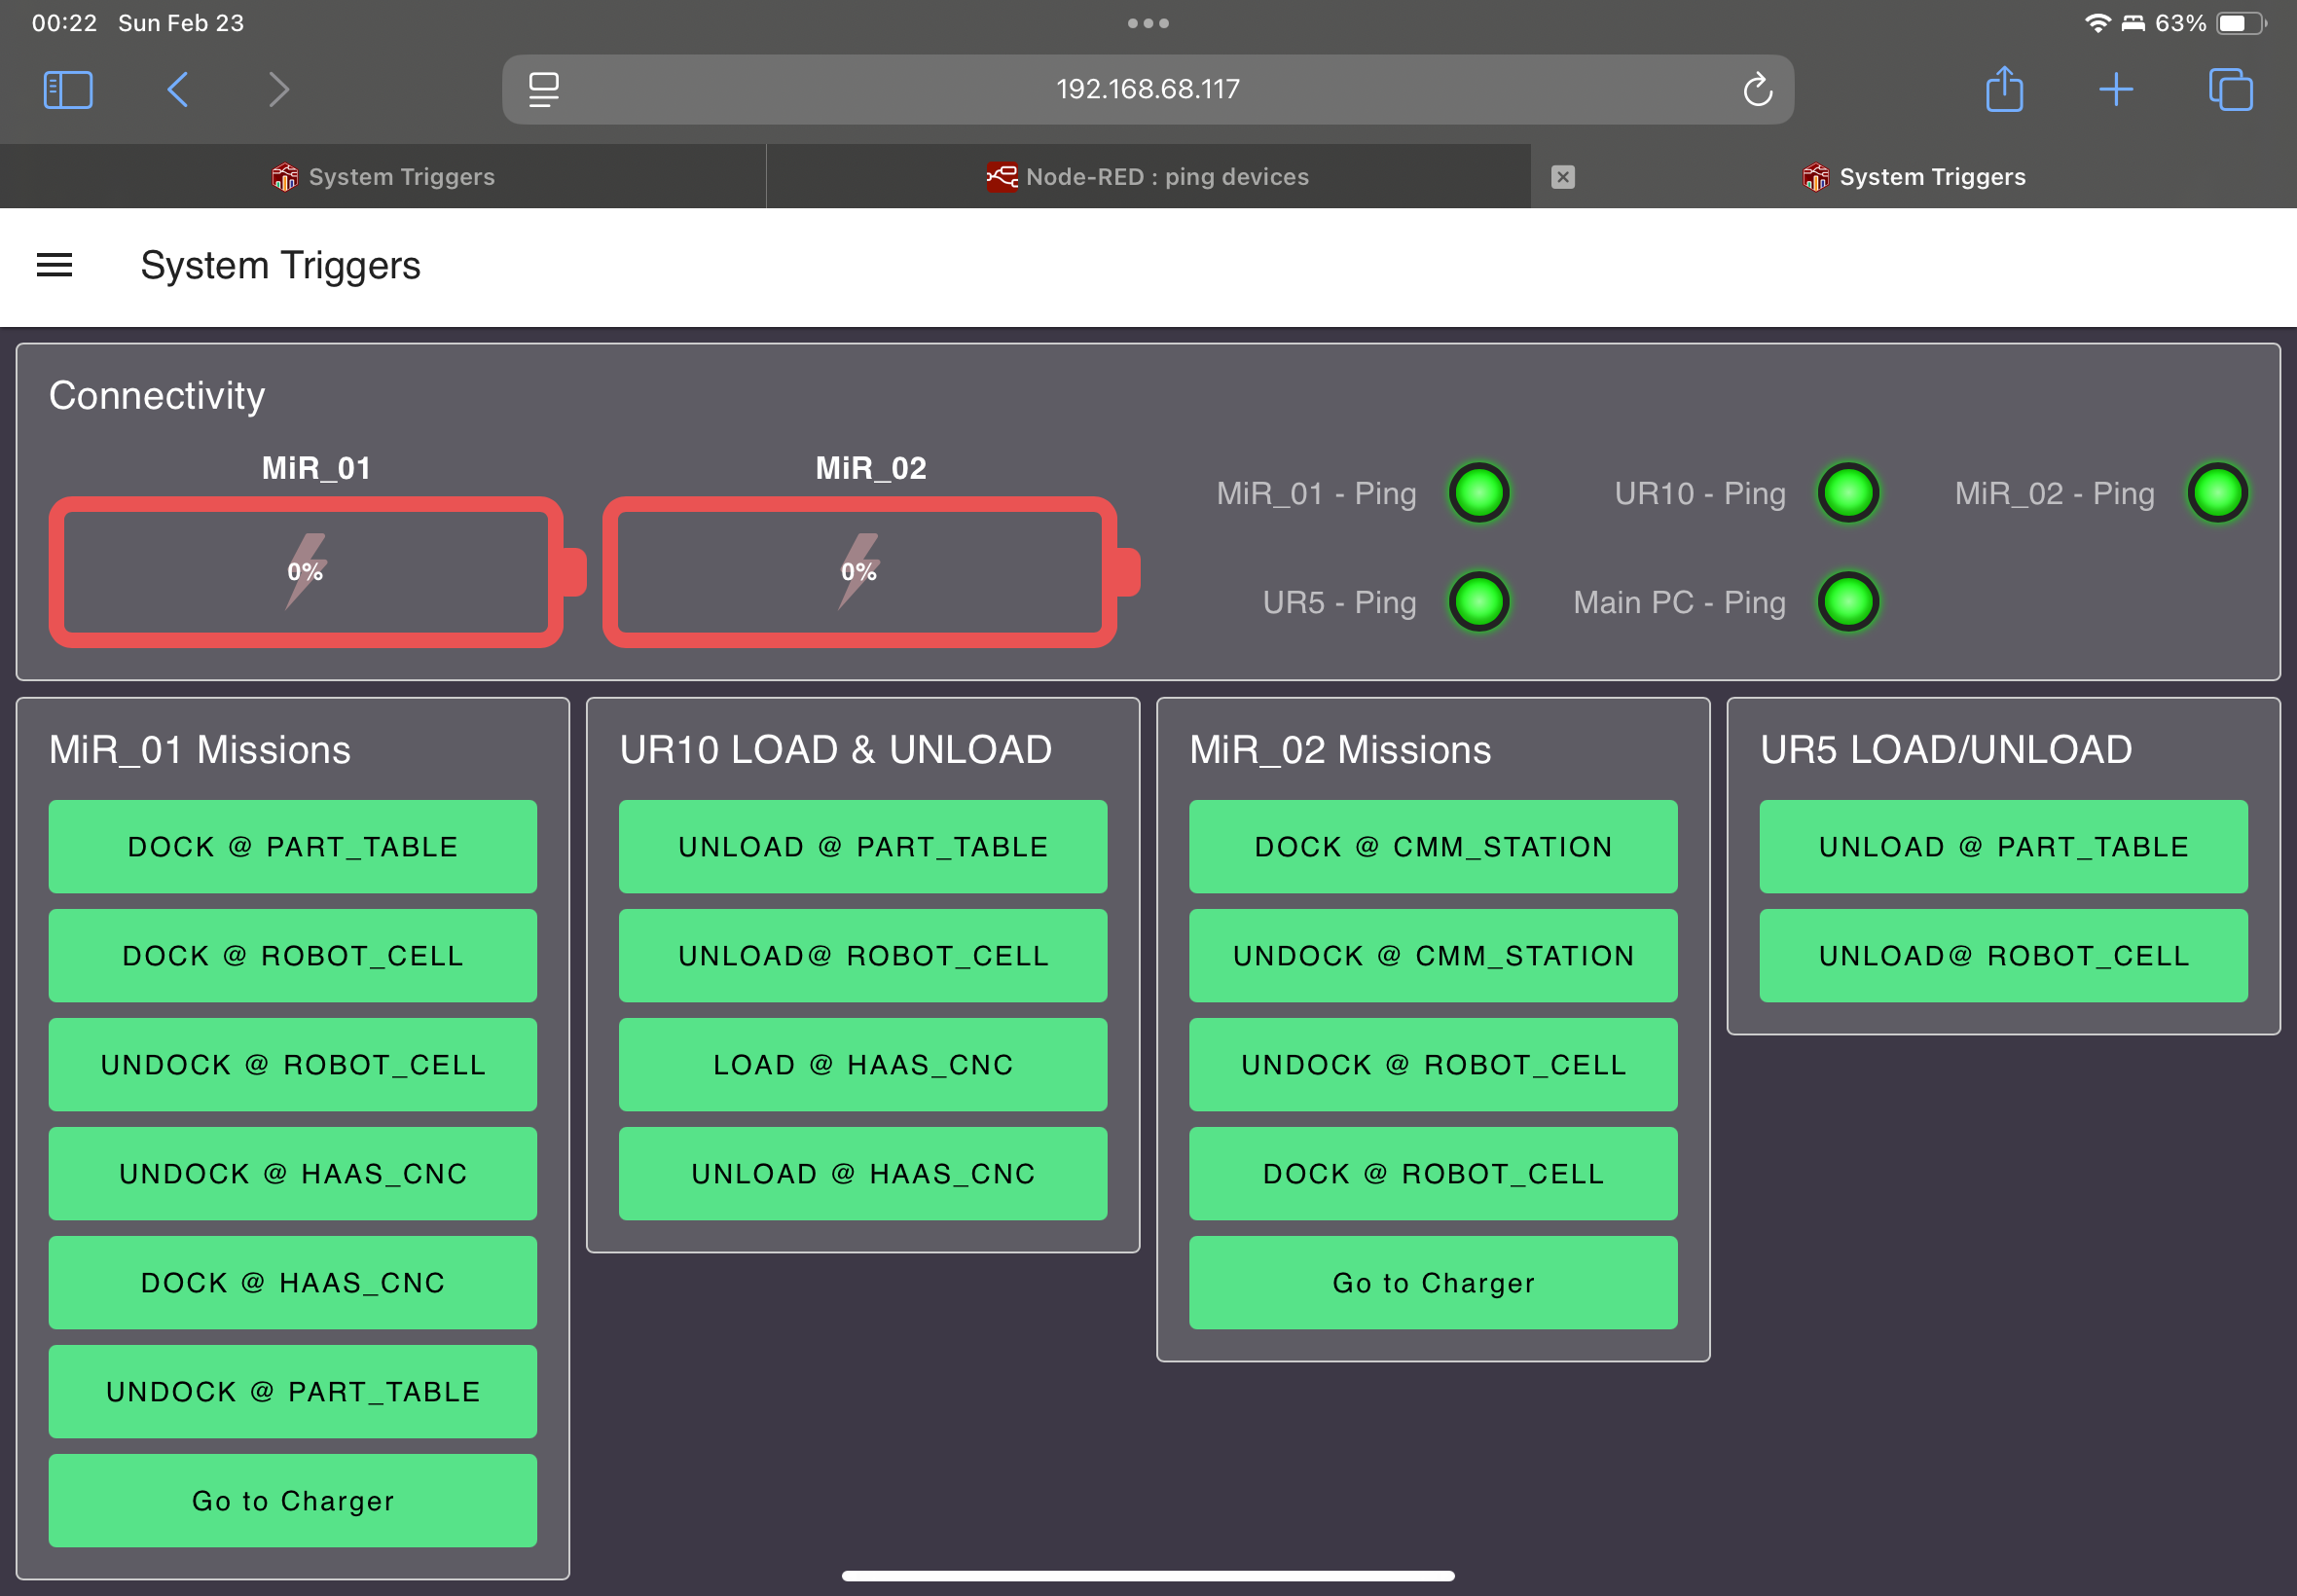 00:22 Sun Feb 23
63%
192.168.68.117
System Triggers
Node-RED : ping devices
System Triggers
System Triggers
Connectivity
MiR_01
MiR_02
0%
0%
MiR_01 - Ping
UR10 - Ping
MiR_02 - Ping
UR5 - Ping
Main PC - Ping
MiR_01 Missions
DOCK @ PART_TABLE
DOCK @ ROBOT_CELL
UNDOCK @ ROBOT_CELL
UNDOCK @ HAAS_CNC
DOCK @ HAAS_CNC
UNDOCK @ PART_TABLE
Go to Charger
UR10 LOAD & UNLOAD
UNLOAD @ PART_TABLE
UNLOAD@ ROBOT_CELL
LOAD @ HAAS_CNC
UNLOAD @ HAAS_CNC
MiR_02 Missions
DOCK @ CMM_STATION
UNDOCK @ CMM_STATION
UNDOCK @ ROBOT_CELL
DOCK @ ROBOT_CELL
Go to Charger
UR5 LOAD/UNLOAD
UNLOAD @ PART_TABLE
UNLOAD@ ROBOT_CELL